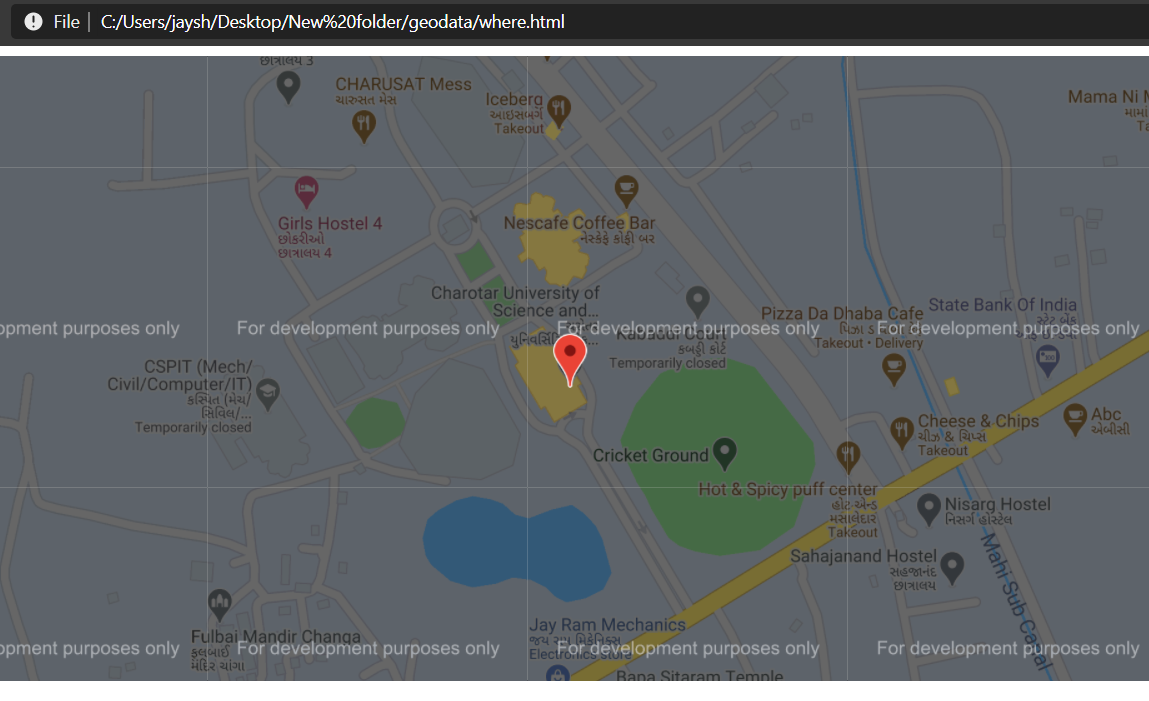 File
C:/Users/jaysh/Desktop/New%20folder/geodata/where.html
છાત્રાલય 3
CHARUSAT Mess
ચારુસત મેસ
Iceberg
આઇસબર્ગ
Takeout
Mama Ni
મામા
Girls Hostel 4
છોકરીઓ
છાત્રાલય 4
Nescafe Coffee Bar
નેસ્કેફે કોફી બર
Charotar University of
Science and...
યુનિવર્સિ
opment purposes only
For development purposes only
For development purposes only
For development purposes only
Kabaddi Court
કબડ્ડી કોર્ટ
Temporarily closed
Pizza Da Dhaba Cafe
પિઝા ડ
Takeout • Delivery
State Bank Of India
સ્ટેટ બેંક
CSPIT (Mech/
Civil/Computer/IT)
કસ્પિત (મેચ/
સિવિલ/...
Temporarily closed
Cheese & Chips
ચીઝ & ચિપ્સ
Takeout
Abc
એબીસી
Cricket Ground
Hot & Spicy puff center
હોટ એન્ડ
મસાલેદાર
Takeout
Nisarg Hostel
નિસર્ગ હોસ્ટેલ
Sahajanand Hostel
સહજાનંદ
છાત્રાલય
Mahi Sub Canal
Fulbai Mandir Changa
ફુલબાઈ
મંદિર ચાંગા
Jay Ram Mechanics
જય રામ મિકેનિક્સ
Electronics store
opment purposes only
For development purposes only
For development purposes only
For development purposes only
Bapa Sitaram Temple